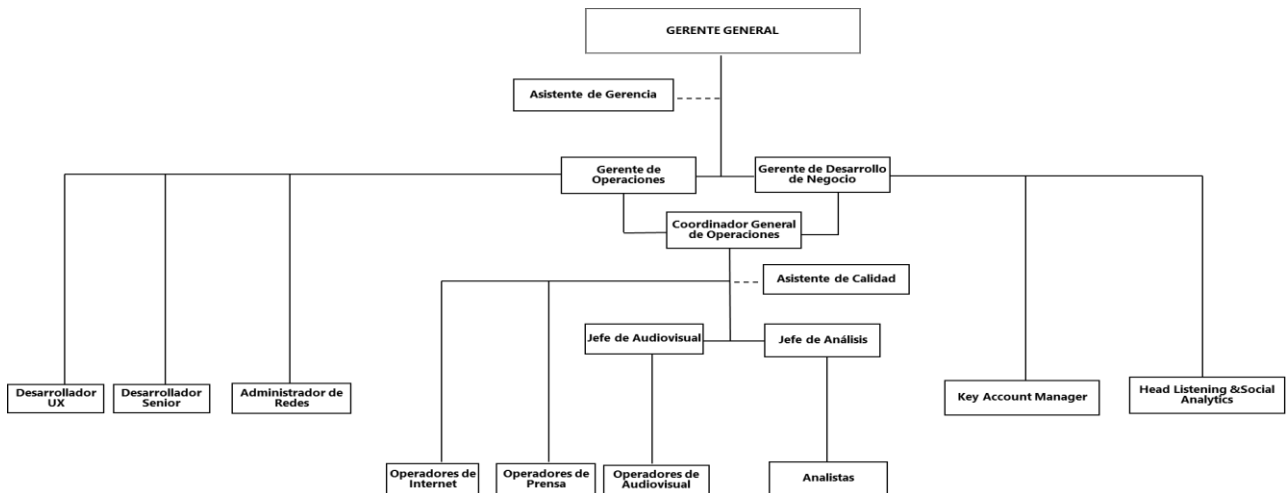 GERENTE GENERAL
Asistente de Gerencia
Gerente de
Operaciones
Gerente de Desarrollo
de Negocio
Coordinador General
de Operaciones
Asistente de Calidad
Jefe de Audiovisual
Jefe de Análisis
Desarrollador
UX
Desarrollador
Senior
Administrador de
Redes
Key Account Manager
Head Listening &Social
Analytics
Operadores de
Internet
Operadores de
Prensa
Operadores de
Audiovisual
Analistas